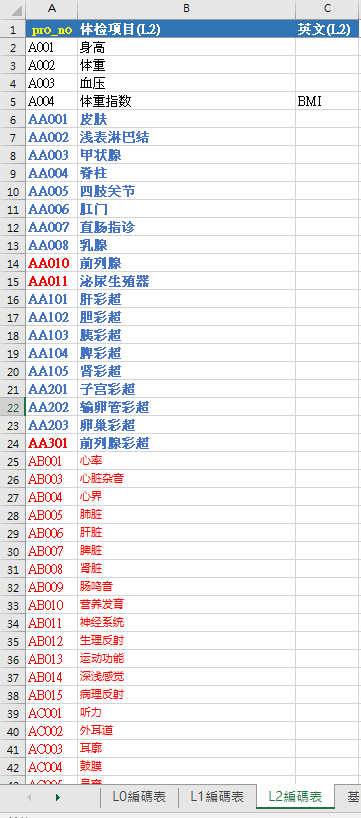 A B C
1 pro_no 体检项目(L2) 英文(L2)
2 A001 身高
3 A002 体重
4 A003 血压
5 A004 体重指数 BMI
6 AA001 皮肤
7 AA002 浅表淋巴结
8 AA003 甲状腺
9 AA004 脊柱
10 AA005 四肢关节
11 AA006 肛门
12 AA007 直肠指诊
13 AA008 乳腺
14 AA010 前列腺
15 AA011 泌尿生殖器
16 AA101 肝彩超
17 AA102 胆彩超
18 AA103 胰彩超
19 AA104 脾彩超
20 AA105 肾彩超
21 AA201 子宫彩超
22 AA202 输卵管彩超
23 AA203 卵巢彩超
24 AA301 前列腺彩超
25 AB001 心率
26 AB003 心脏杂音
27 AB004 心界
28 AB005 肺脏
29 AB006 肝脏
30 AB007 脾脏
31 AB008 肾脏
32 AB009 肠鸣音
33 AB010 营养发育
34 AB011 神经系统
35 AB012 生理反射
36 AB013 运动功能
37 AB014 深浅感觉
38 AB015 病理反射
39 AC001 听力
40 AC002 外耳道
41 AC003 耳廓
42 AC004 鼓膜
L0編碼表 L1編碼表 L2編碼表 基